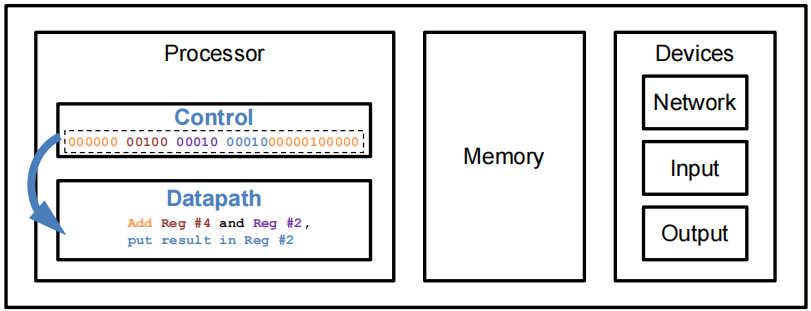 Processor
Control
000000 00100 00010 0001000000100000
Datapath
Add Reg #4 and Reg #2,
put result in Reg #2
Memory
Devices
Network
Input
Output